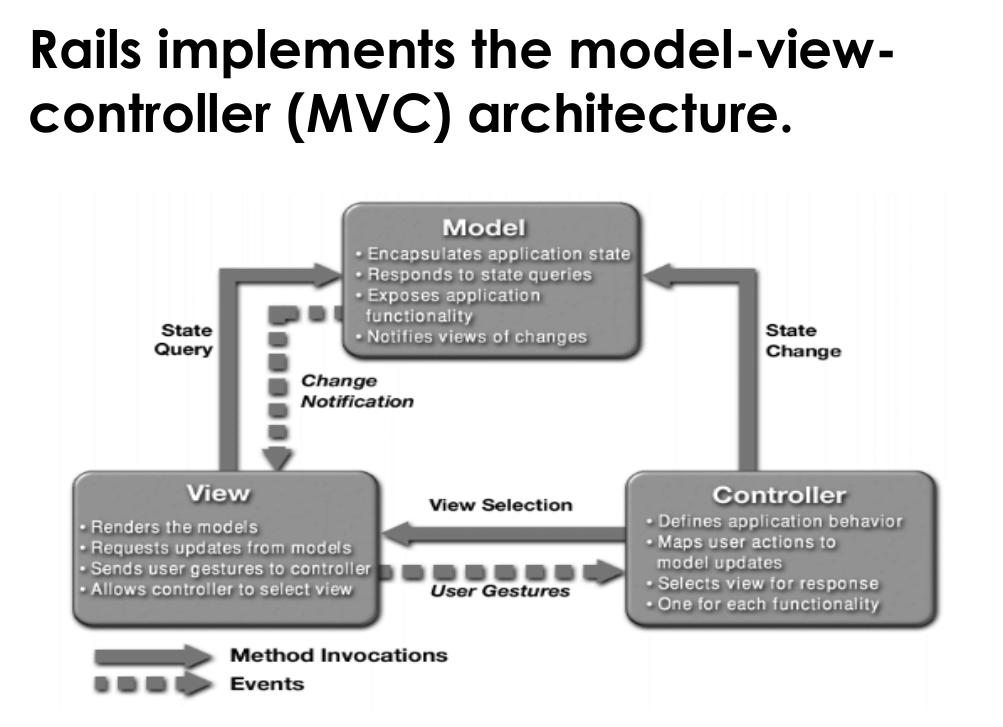 Rails implements the model-view-
controller (MVC) architecture.
Model
• Encapsulates application state
• Responds to state queries
• Exposes application
functionality
• Notifies views of changes
State
Query
Change
Notification
State
Change
View
• Renders the models
• Requests updates from models
• Sends user gestures to controller
• Allows controller to select view
View Selection
User Gestures
Controller
• Defines application behavior
• Maps user actions to
model updates
• Selects view for response
• One for each functionality
Method Invocations
Events